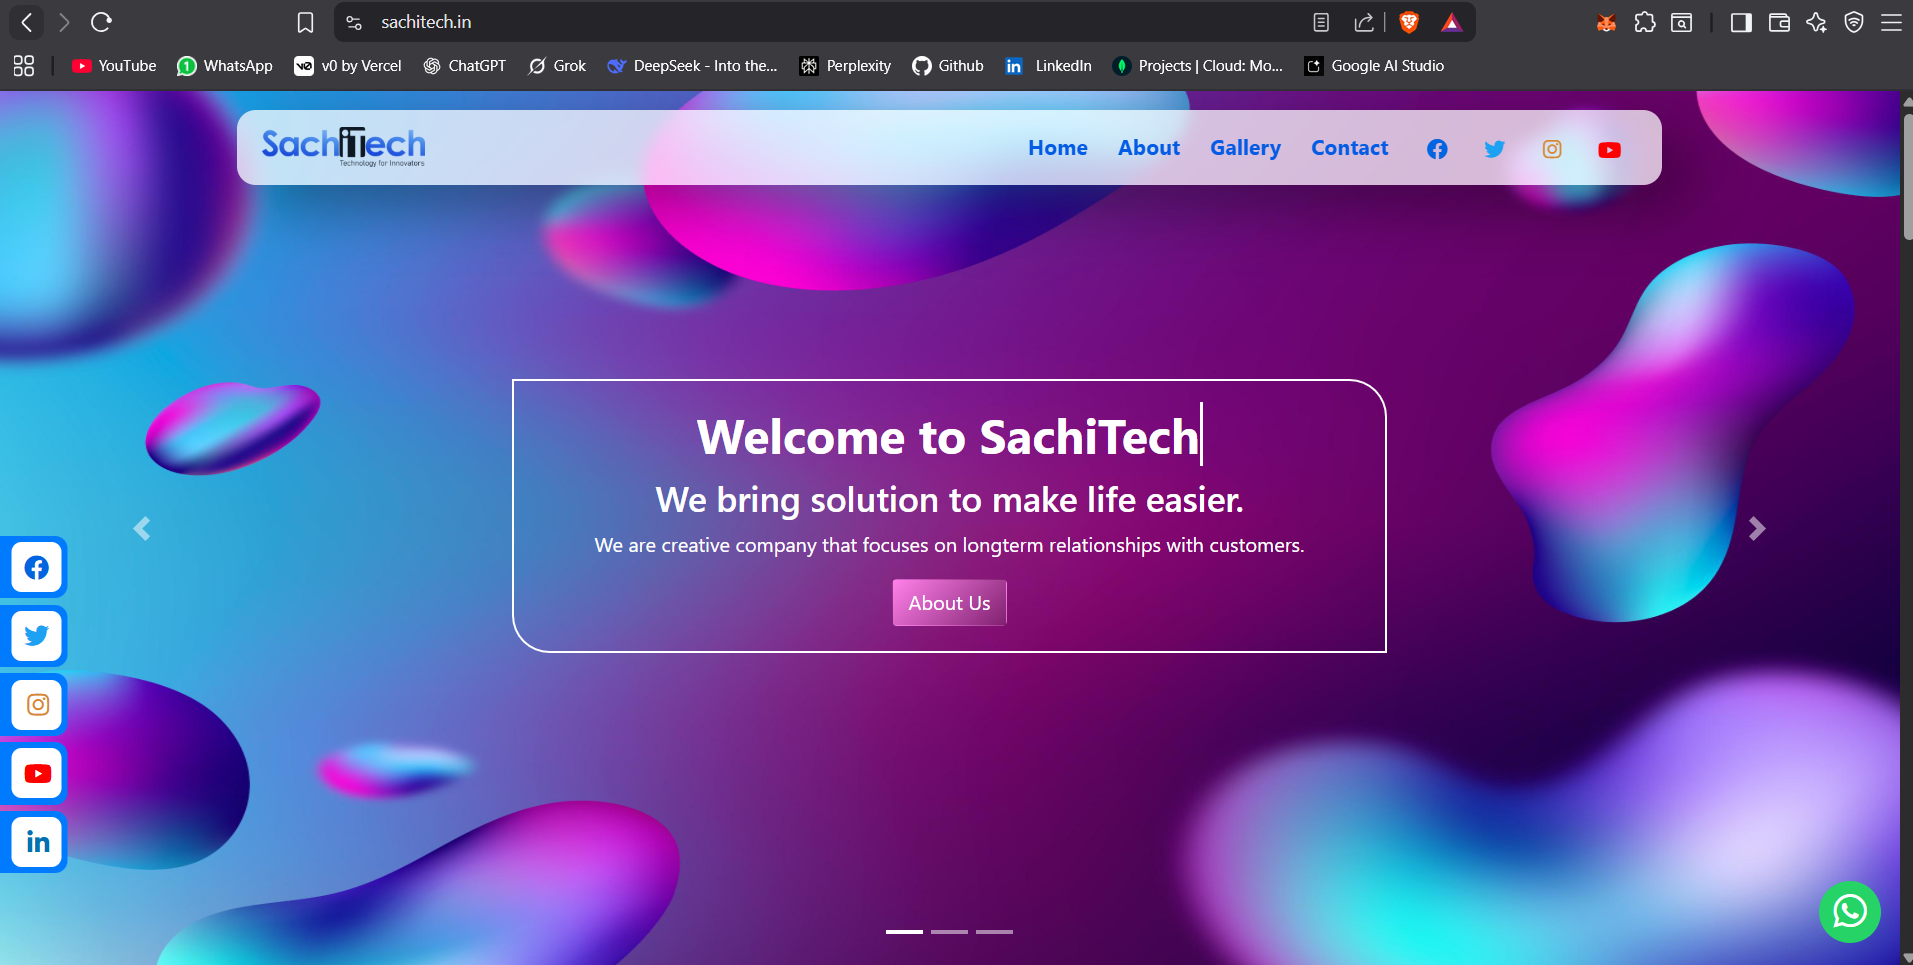 sachitech.in
YouTube
WhatsApp
v0 by Vercel
ChatGPT
Grok
DeepSeek - Into the...
Perplexity
Github
LinkedIn
Projects | Cloud: Mo...
Google AI Studio
SachiTech
Technology for Innovators
Home
About
Gallery
Contact
Welcome to SachiTech
We bring solution to make life easier.
We are creative company that focuses on longterm relationships with customers.
About Us